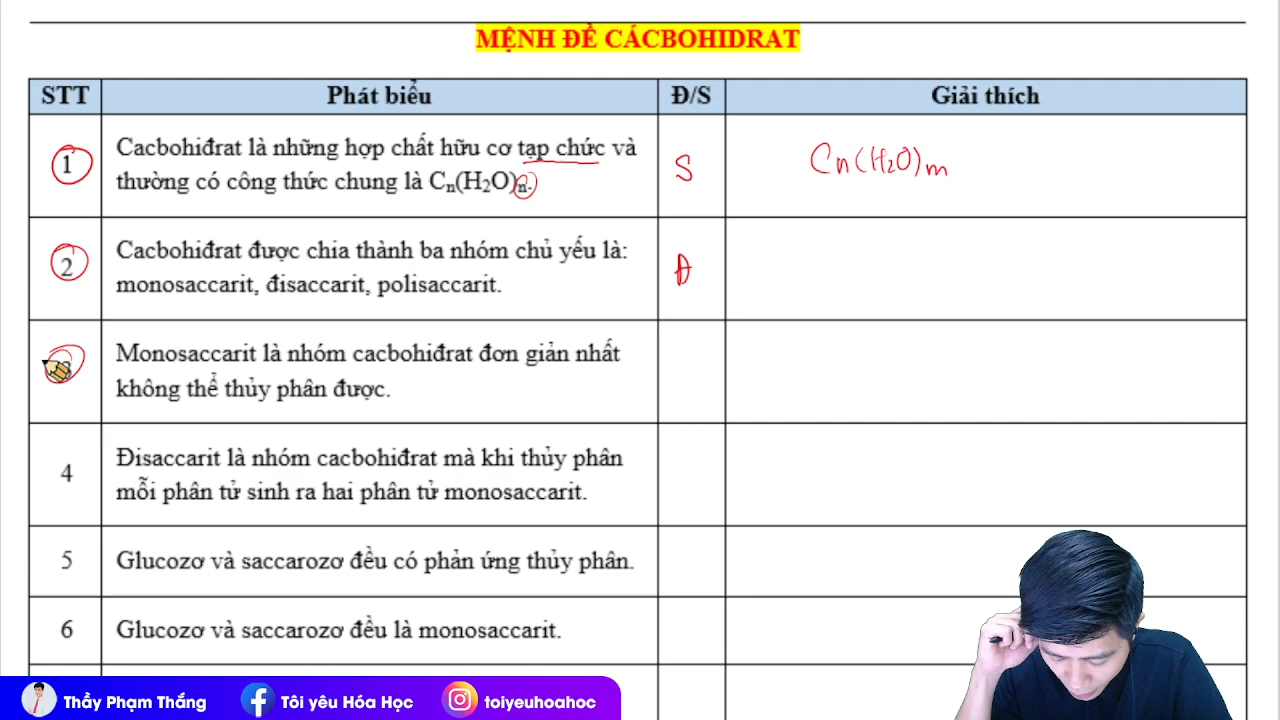 MỆNH ĐỀ CÁCBOHIDRAT
STT
Phát biểu
Đ/S
Giải thích
1
Cacbohiđrat là những hợp chất hữu cơ tạp chức và
thường có công thức chung là Cn(H2O)n.
S
Cn(H2O)m
2
Cacbohiđrat được chia thành ba nhóm chủ yếu là:
monosaccarit, đisaccarit, polisaccarit.
Đ
3
Monosaccarit là nhóm cacbohiđrat đơn giản nhất
không thể thủy phân được.
4
Đisaccarit là nhóm cacbohiđrat mà khi thủy phân
mỗi phân tử sinh ra hai phân tử monosaccarit.
5
Glucozơ và saccarozơ đều có phản ứng thủy phân.
6
Glucozơ và saccarozơ đều là monosaccarit.
Thầy Phạm Thắng
Tôi yêu Hóa Học
toiyeuhoahoc